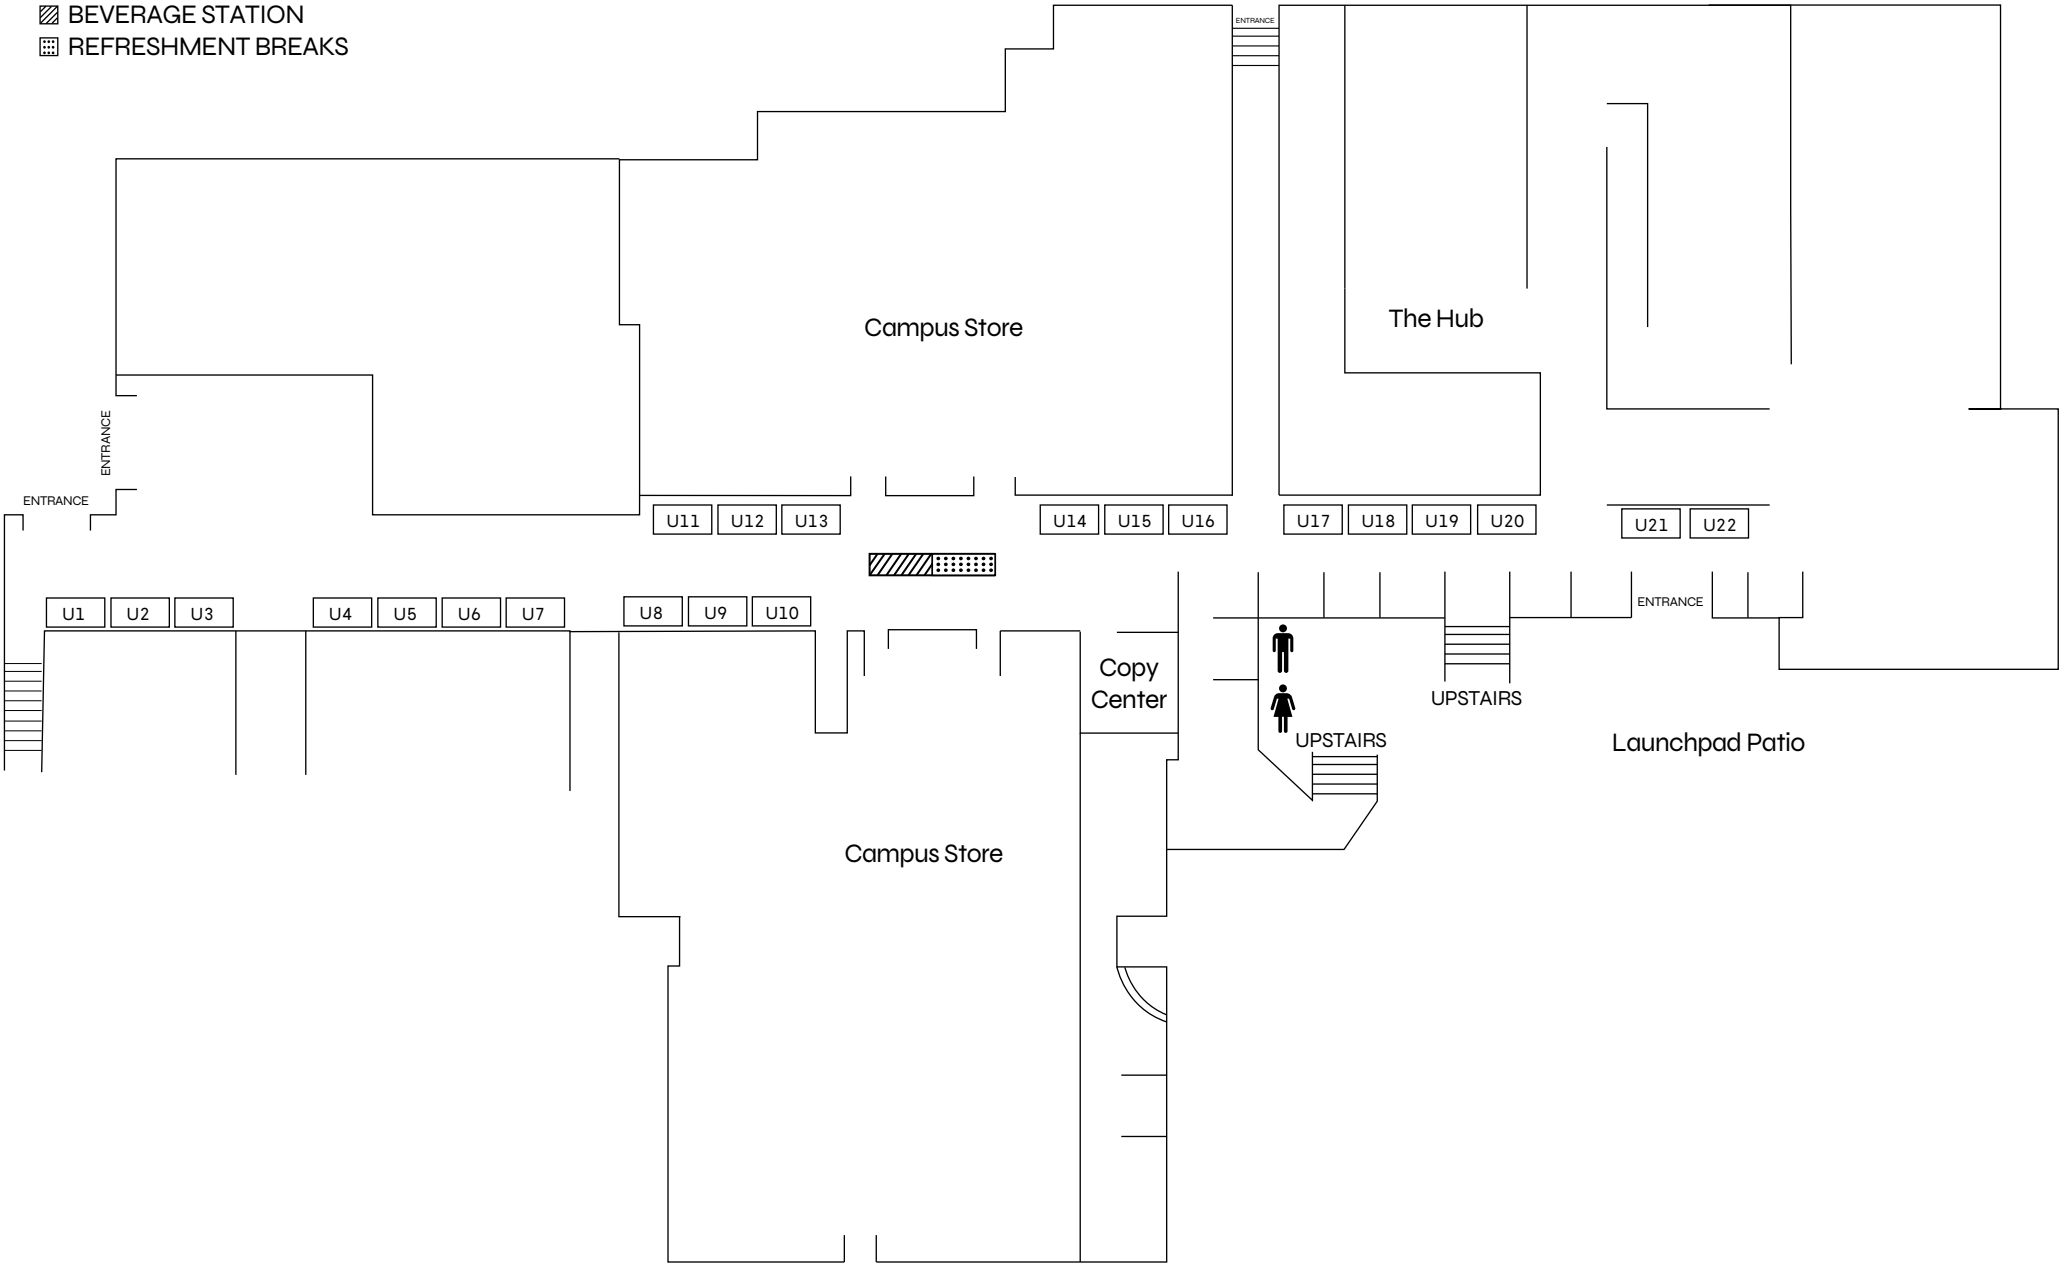 BEVERAGE STATION
REFRESHMENT BREAKS
ENTRANCE
Campus Store
The Hub
ENTRANCE
ENTRANCE
U11 U12 U13 U14 U15 U16 U17 U18 U19 U20 U21 U22
U1 U2 U3 U4 U5 U6 U7 U8 U9 U10
ENTRANCE
Copy
Center
UPSTAIRS
UPSTAIRS
Launchpad Patio
Campus Store